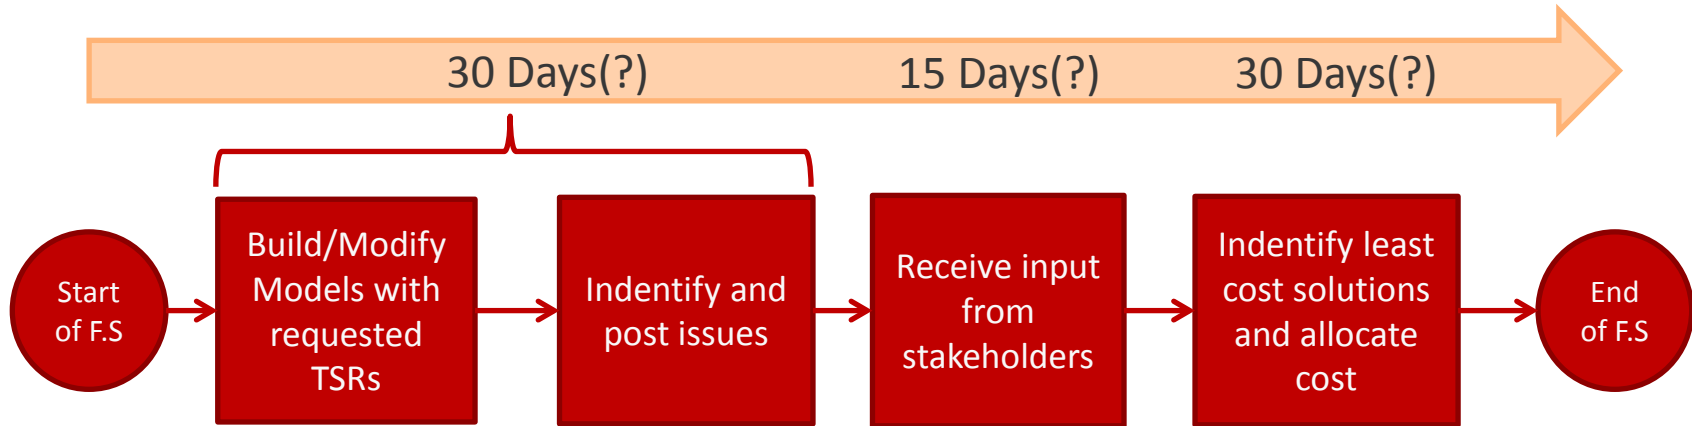 30 Days(?)
15 Days(?)
30 Days(?)
Start
of F.S
Build/Modify
Models with
requested
TSRs
Indentify and
post issues
Receive input
from
stakeholders
Indentify least
cost solutions
and allocate
cost
End
of F.S